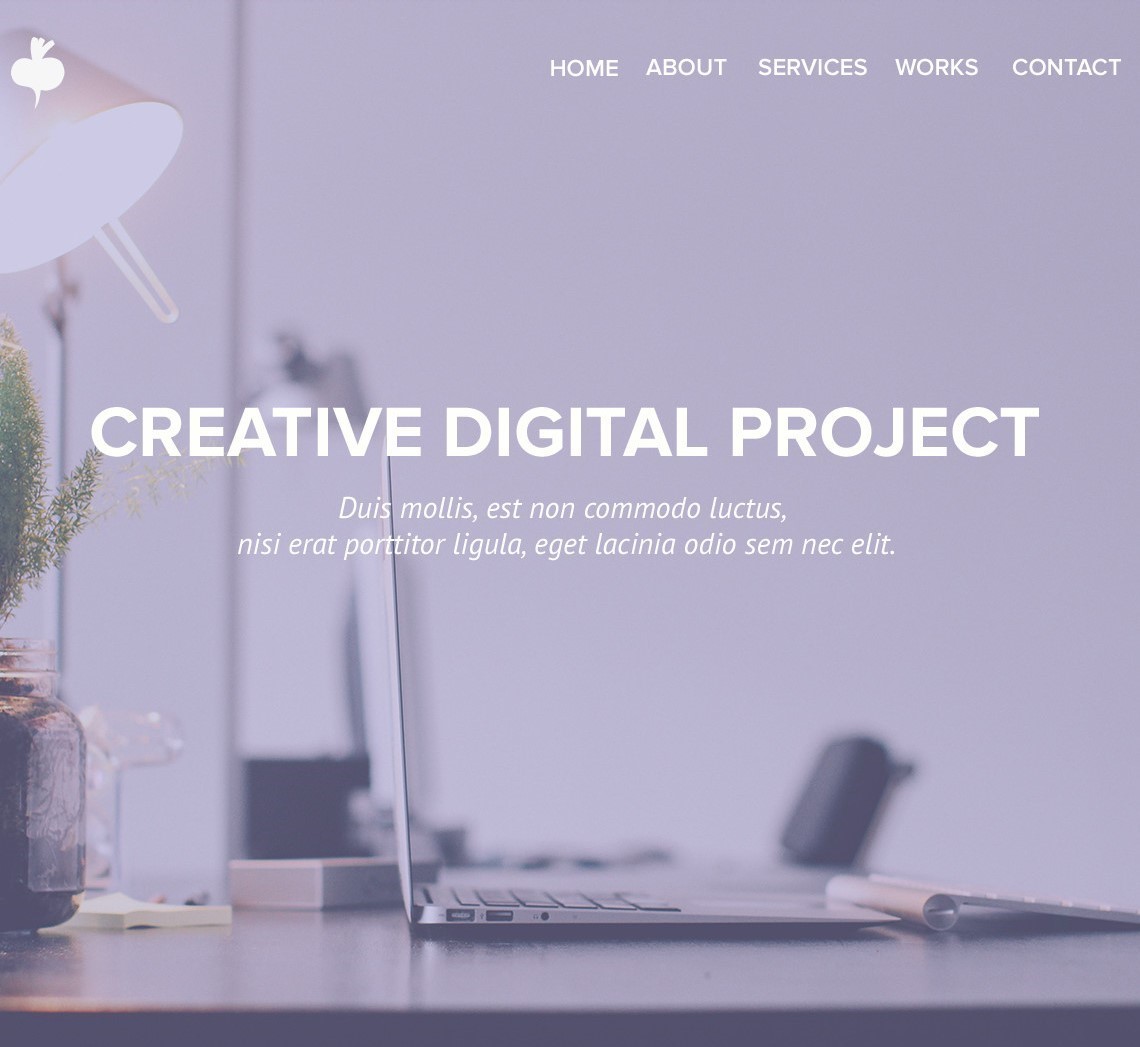 HOME ABOUT SERVICES WORKS CONTACT
CREATIVE DIGITAL PROJECT
Duis mollis, est non commodo luctus,
nisi erat porttitor ligula, eget lacinia odio sem nec elit.